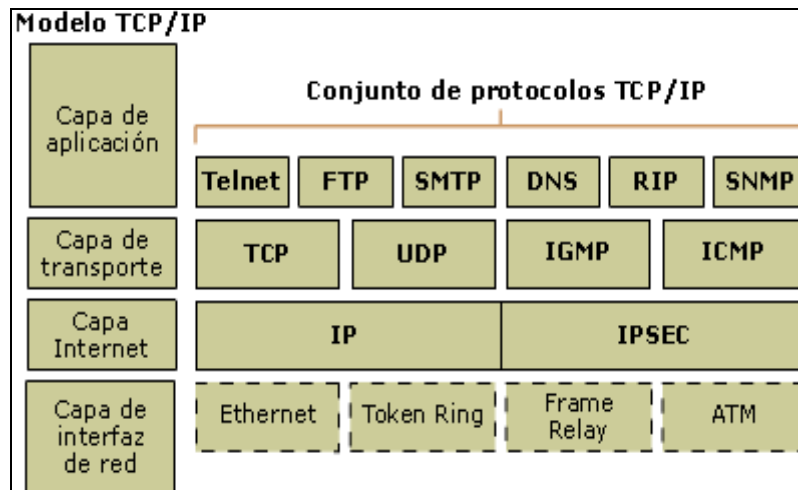 Modelo TCP/IP
Capa de
aplicación
Conjunto de protocolos TCP/IP
Telnet FTP SMTP DNS RIP SNMP
Capa de
transporte
TCP UDP IGMP ICMP
Capa
Internet
IP IPSEC
Capa de
interfaz
de red
Ethernet Token Ring Frame
Relay ATM